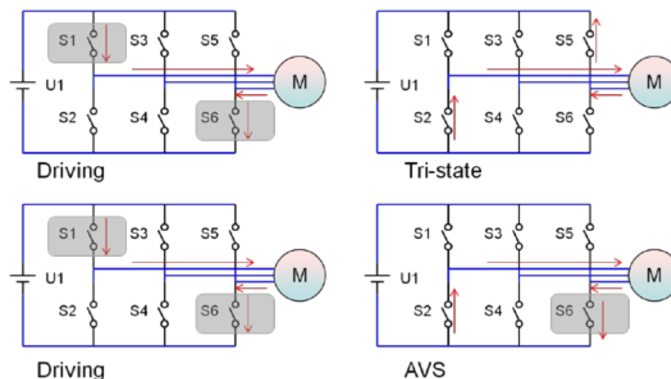 S1 S3 S5
U1 M
S2 S4 S6
Driving
S1 S3 S5
U1 M
S2 S4 S6
Tri-state
S1 S3 S5
U1 M
S2 S4 S6
Driving
S1 S3 S5
U1 M
S2 S4 S6
AVS